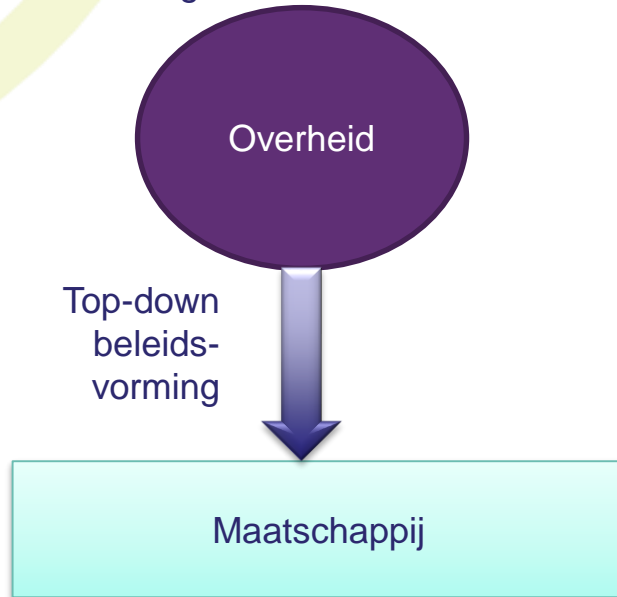 Overheid
Top-down
beleids-
vorming
Maatschappij